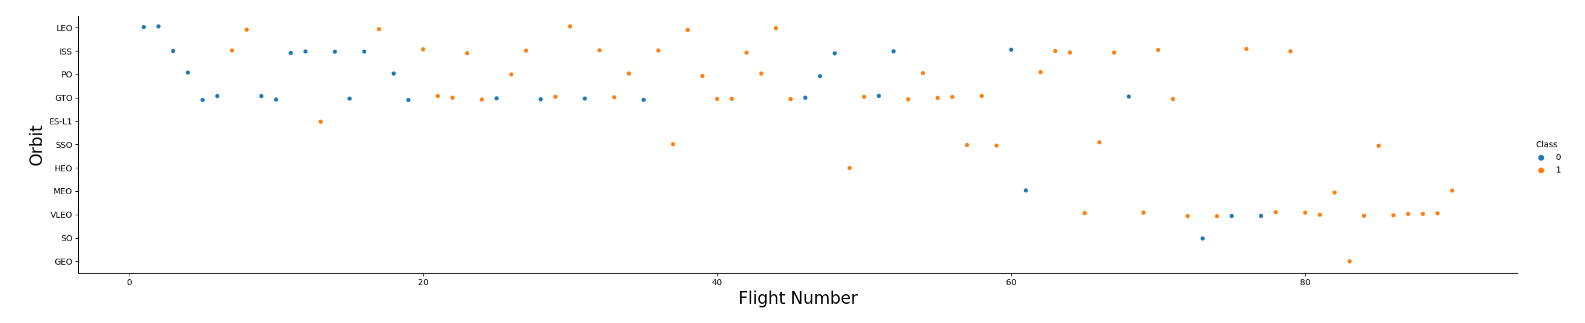 LEO
ISS
PO
GTO
ES-L1
SSO
HEO
MEO
VLEO
SO
GEO
Orbit
0 20 40 60 80
Flight Number
Class
0
1